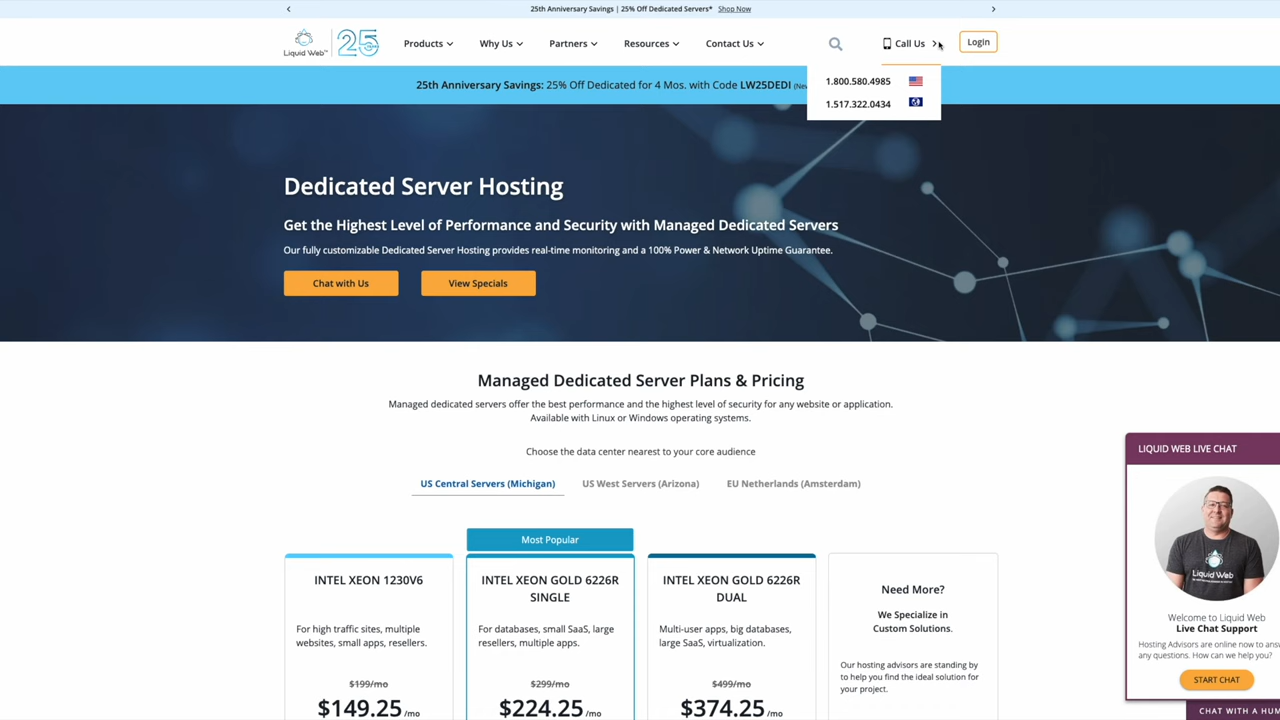 25th Anniversary Savings | 25% Off Dedicated Servers* Shop Now
Liquid Web™ 25 YEARS
Products
Why Us
Partners
Resources
Contact Us
Call Us
Login
1.800.580.4985
1.517.322.0434
25th Anniversary Savings: 25% Off Dedicated for 4 Mos. with Code LW25DEDI
Dedicated Server Hosting
Get the Highest Level of Performance and Security with Managed Dedicated Servers
Our fully customizable Dedicated Server Hosting provides real-time monitoring and a 100% Power & Network Uptime Guarantee.
Chat with Us
View Specials
Managed Dedicated Server Plans & Pricing
Managed dedicated servers offer the best performance and the highest level of security for any website or application.
Available with Linux or Windows operating systems.
Choose the data center nearest to your core audience
US Central Servers (Michigan)
US West Servers (Arizona)
EU Netherlands (Amsterdam)
Most Popular
INTEL XEON 1230V6
For high traffic sites, multiple
websites, small apps, resellers.
$199/mo
$149.25 /mo
INTEL XEON GOLD 6226R
SINGLE
For databases, small SaaS, large
resellers, multiple apps.
$299/mo
$224.25 /mo
INTEL XEON GOLD 6226R
DUAL
Multi-user apps, big databases,
large SaaS, virtualization.
$499/mo
$374.25 /mo
Need More?
We Specialize in
Custom Solutions.
Our hosting advisors are standing by
to help you find the ideal solution for
your project.
LIQUID WEB LIVE CHAT
Liquid Web
Welcome to Liquid Web
Live Chat Support
Hosting Advisors are online now to
any questions. How can we help you?
START CHAT
CHAT WITH A